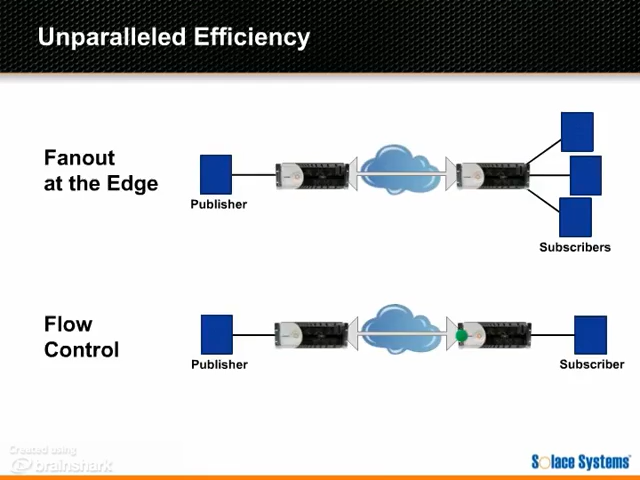 Unparalleled Efficiency
Fanout
at the Edge
Publisher
Subscribers
Flow
Control
Publisher
Subscriber
Created using
brainshark
Solace Systems